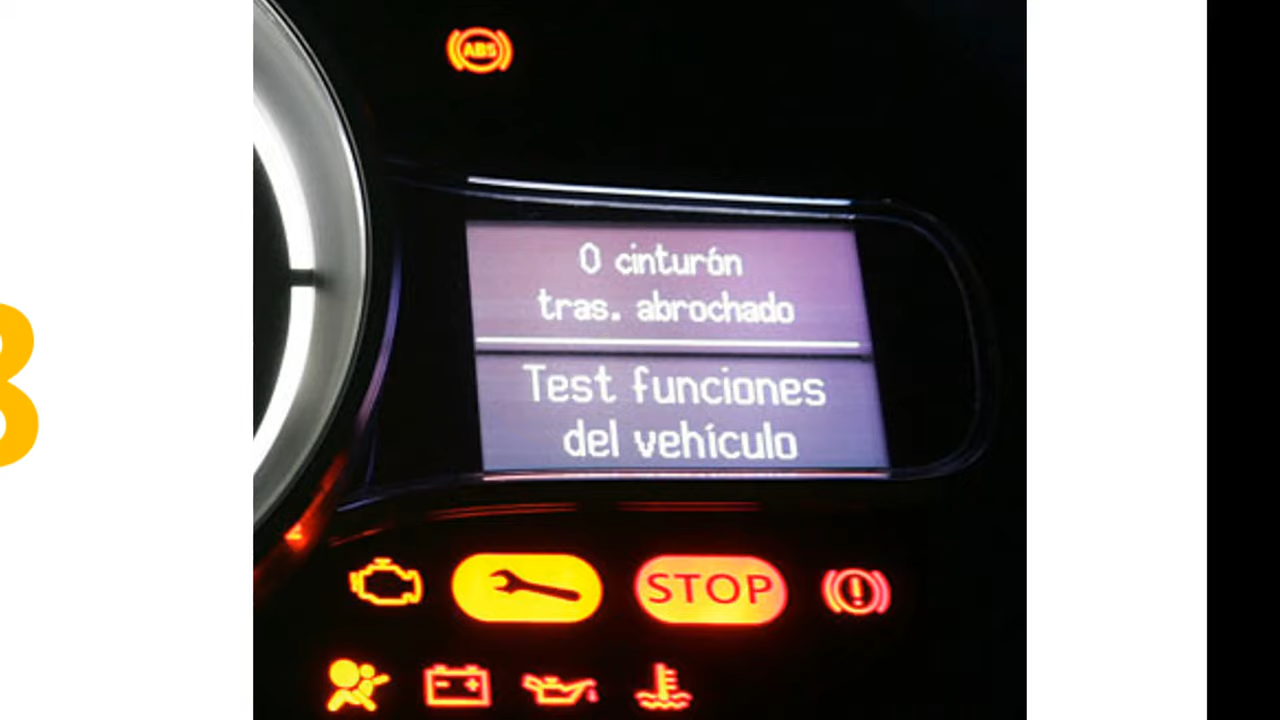 ABS
0 cinturón
tras. abrochado
Test funciones
del vehículo
STOP